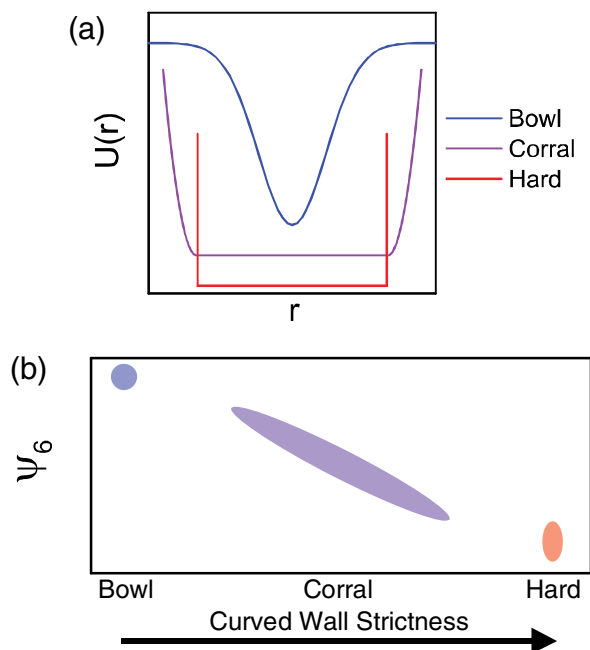 (a)
U(r)
r
Bowl
Corral
Hard
(b)
ψ6
Bowl Corral Hard
Curved Wall Strictness